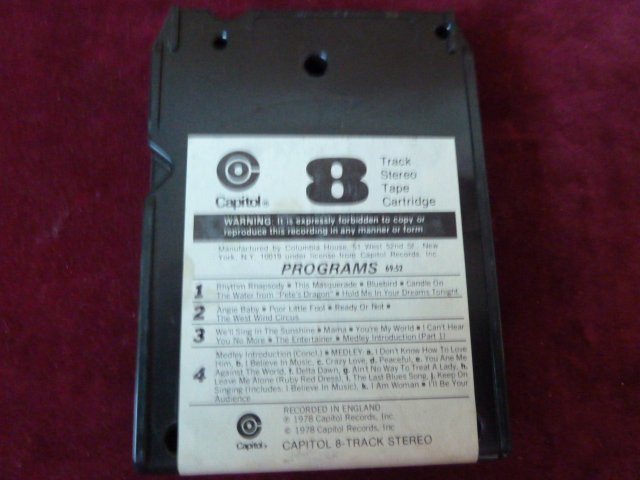 Capitol®
8
Track
Stereo
Tape
Cartridge
WARNING: It is expressly forbidden to copy or
reproduce this recording in any manner or form
Manufactured by Columbia House, 51 West 52nd St., New
York, N.Y. 10019 under license from Capitol Records, Inc.
PROGRAMS 69:52
1 Rhythm Rhapsody • This Masquerade • Bluebird • Candle On
The Water from "Pete's Dragon" • Hold Me In Your Dreams Tonight
2 Angie Baby • Poor Little Fool • Ready Or Not •
The West Wind Circus
3 We'll Sing In The Sunshine • Mama • You're My World • I Can't Hear
You No More • The Entertainer • Medley Introduction (Part 1)
4 Medley Introduction (Concl.) • MEDLEY: a. I Don't Know How To Love
Him, b. I Believe In Music, c. Crazy Love, d. Peaceful, e. You And Me
Against The World, f. Delta Dawn, g. Ain't No Way To Treat A Lady, h.
Leave Me Alone (Ruby Red Dress), i. The Last Blues Song, j. Keep On
Singing (Includes: I Believe In Music), k. I Am Woman • I'll Be Your
Audience
RECORDED IN ENGLAND
℗ 1978 Capitol Records, Inc.
© 1978 Capitol Records, Inc
Capitol®
CAPITOL 8-TRACK STEREO